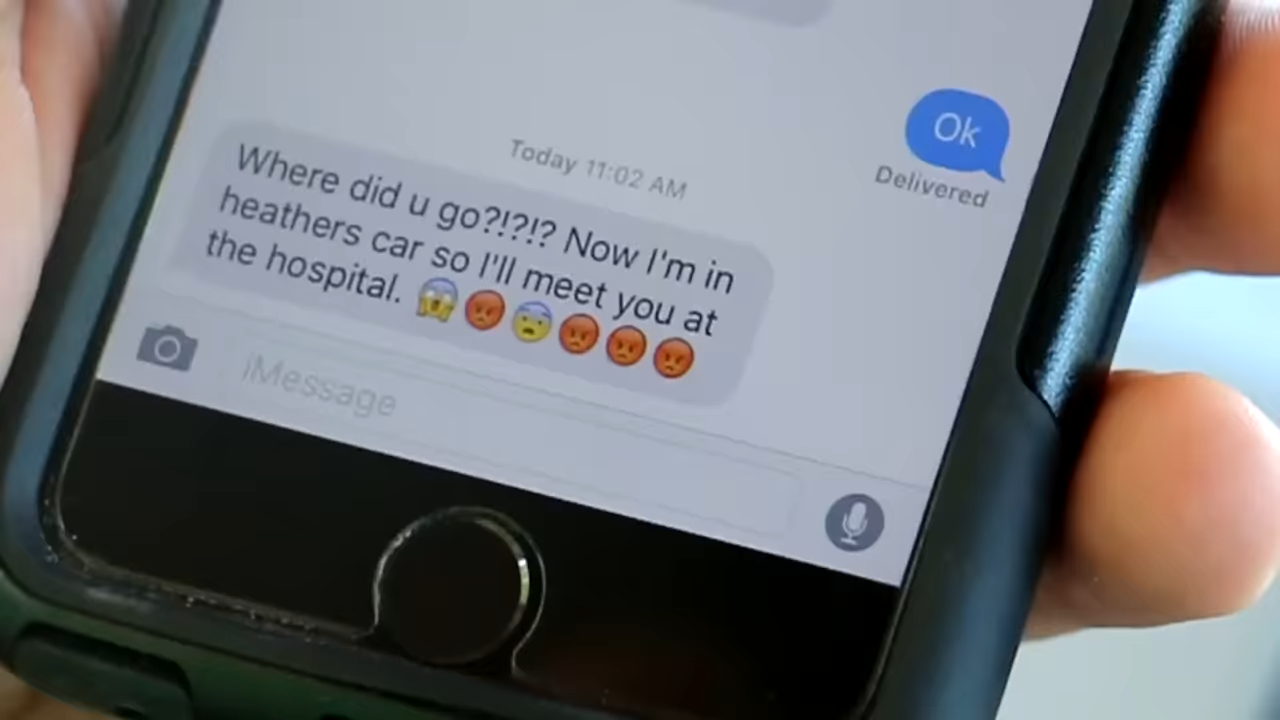 Ok
Delivered
Today 11:02 AM
Where did u go?!?!? Now I'm in
heathers car so I'll meet you at
the hospital. 😱😡😨😡😡😡
iMessage